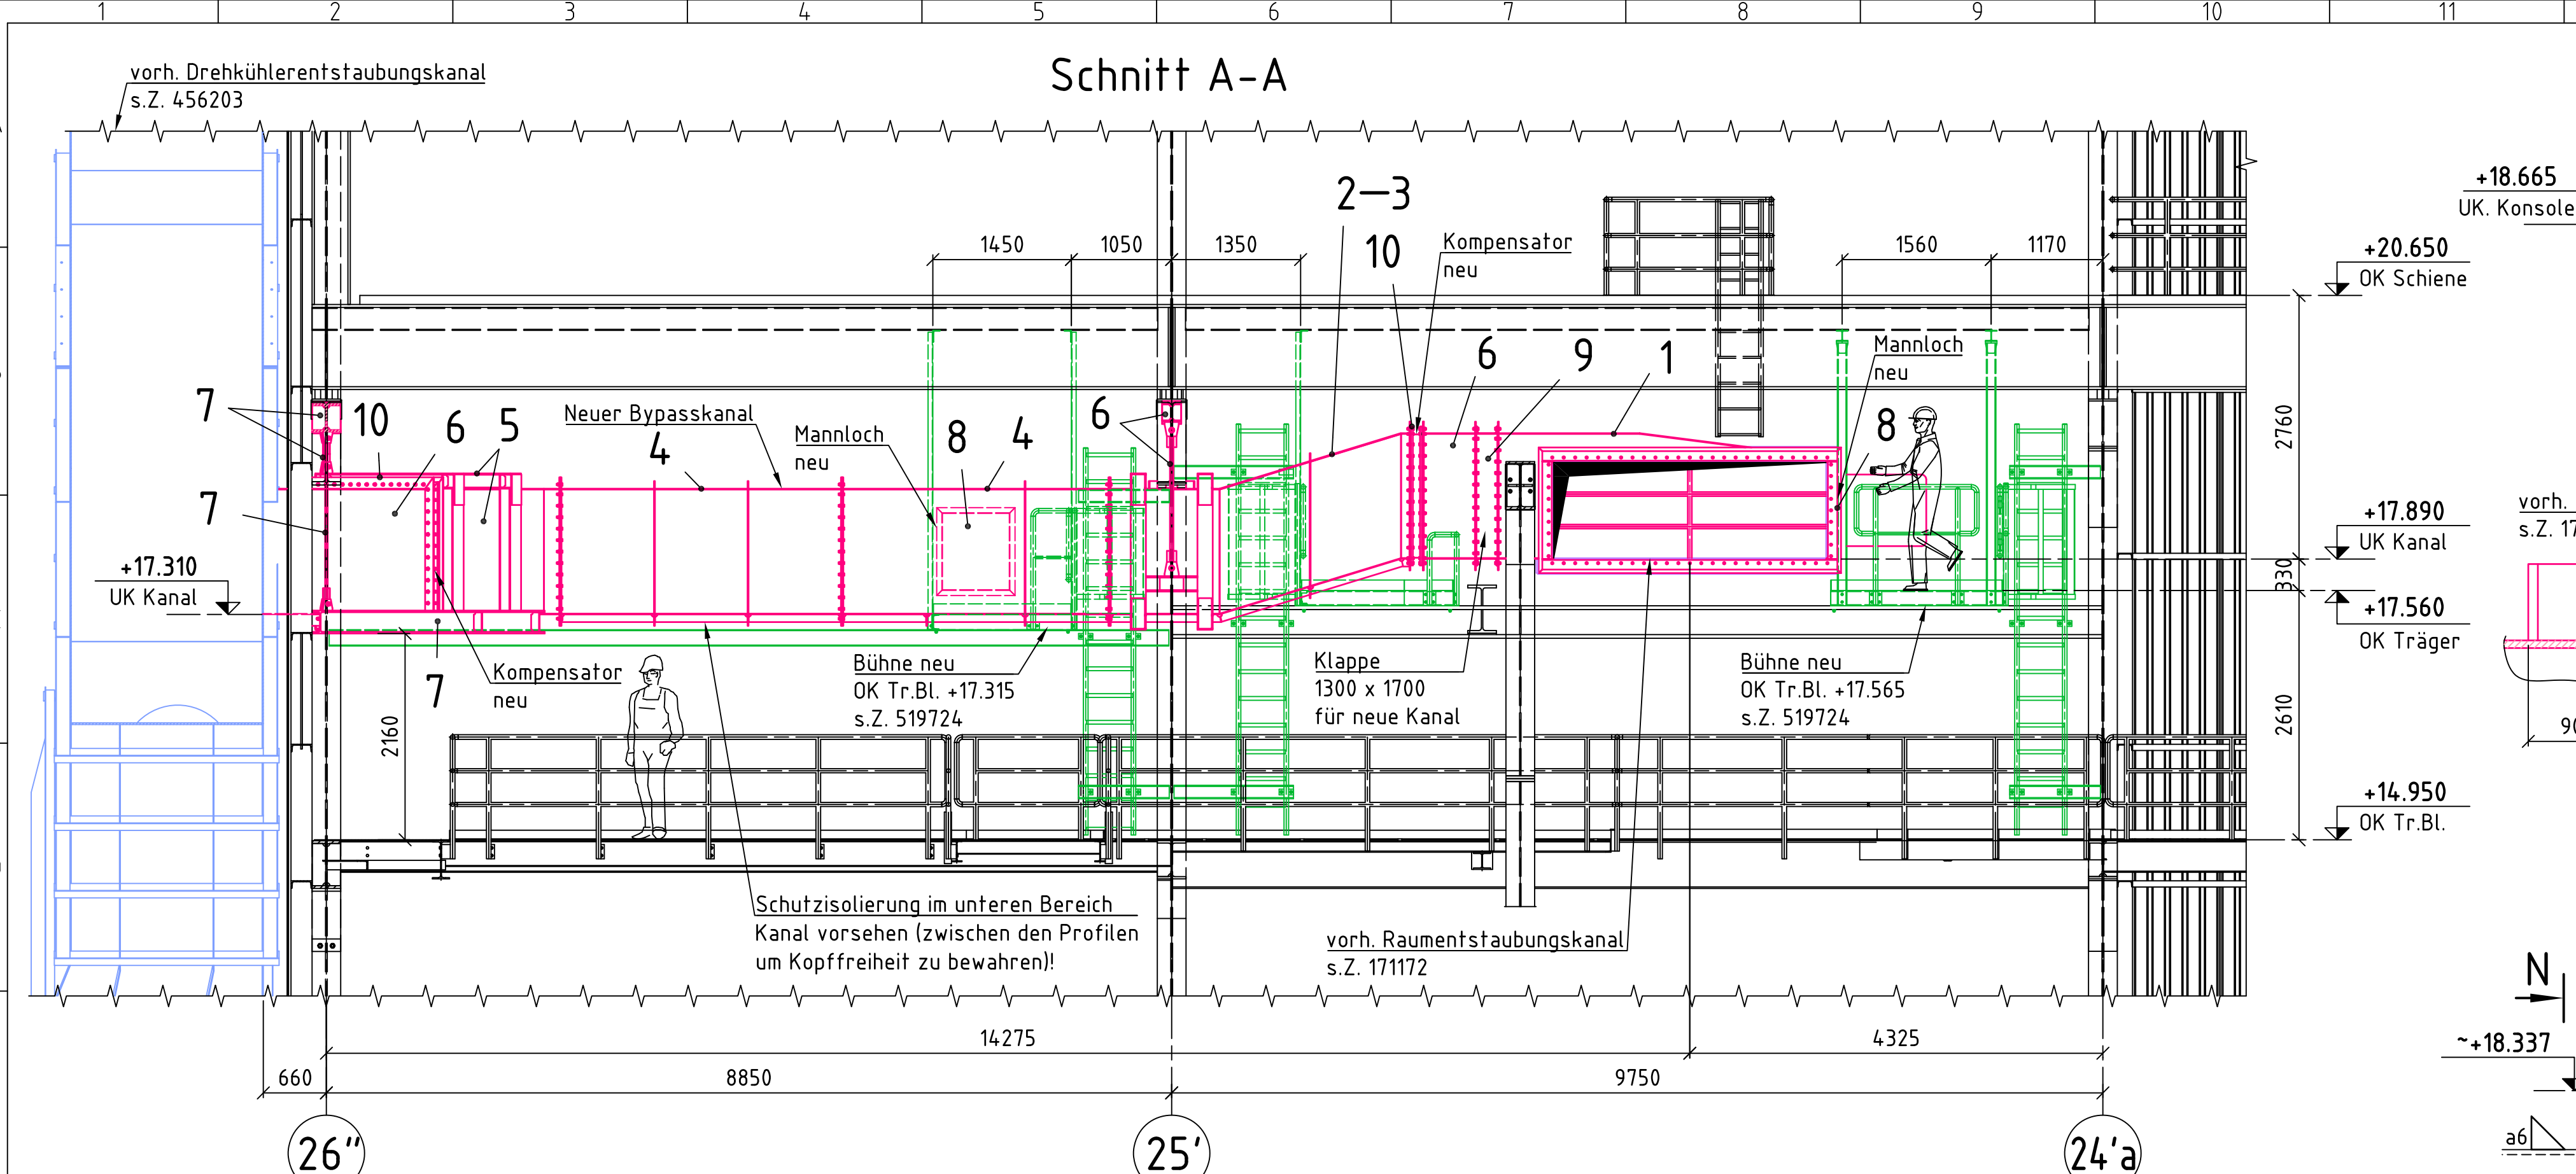 1 2 3 4 5 6 7 8 9 10 11
Schnitt A-A
vorh. Drehkühlerentstaubungskanal
s.Z. 456203
2—3
10
Kompensator
neu
1450
1050
1350
1560
1170
+18.665
UK. Konsole
+20.650
OK Schiene
6
9
1
Mannloch
neu
8
7
10
6
5
Neuer Bypasskanal
4
Mannloch
neu
8
4
6
2760
7
+17.310
UK Kanal
+17.890
UK Kanal
vorh.
330
+17.560
OK Träger
7
Kompensator
neu
2160
Bühne neu
OK Tr.Bl. +17.315
s.Z. 519724
Klappe
1300 x 1700
für neue Kanal
Bühne neu
OK Tr.Bl. +17.565
s.Z. 519724
2610
+14.950
OK Tr.Bl.
Schutzisolierung im unteren Bereich
Kanal vorsehen (zwischen den Profilen
um Kopffreiheit zu bewahren)!
vorh. Raumentstaubungskanal
s.Z. 171172
N
14275
4325
~+18.337
660
8850
9750
a6
26''
25'
24'a